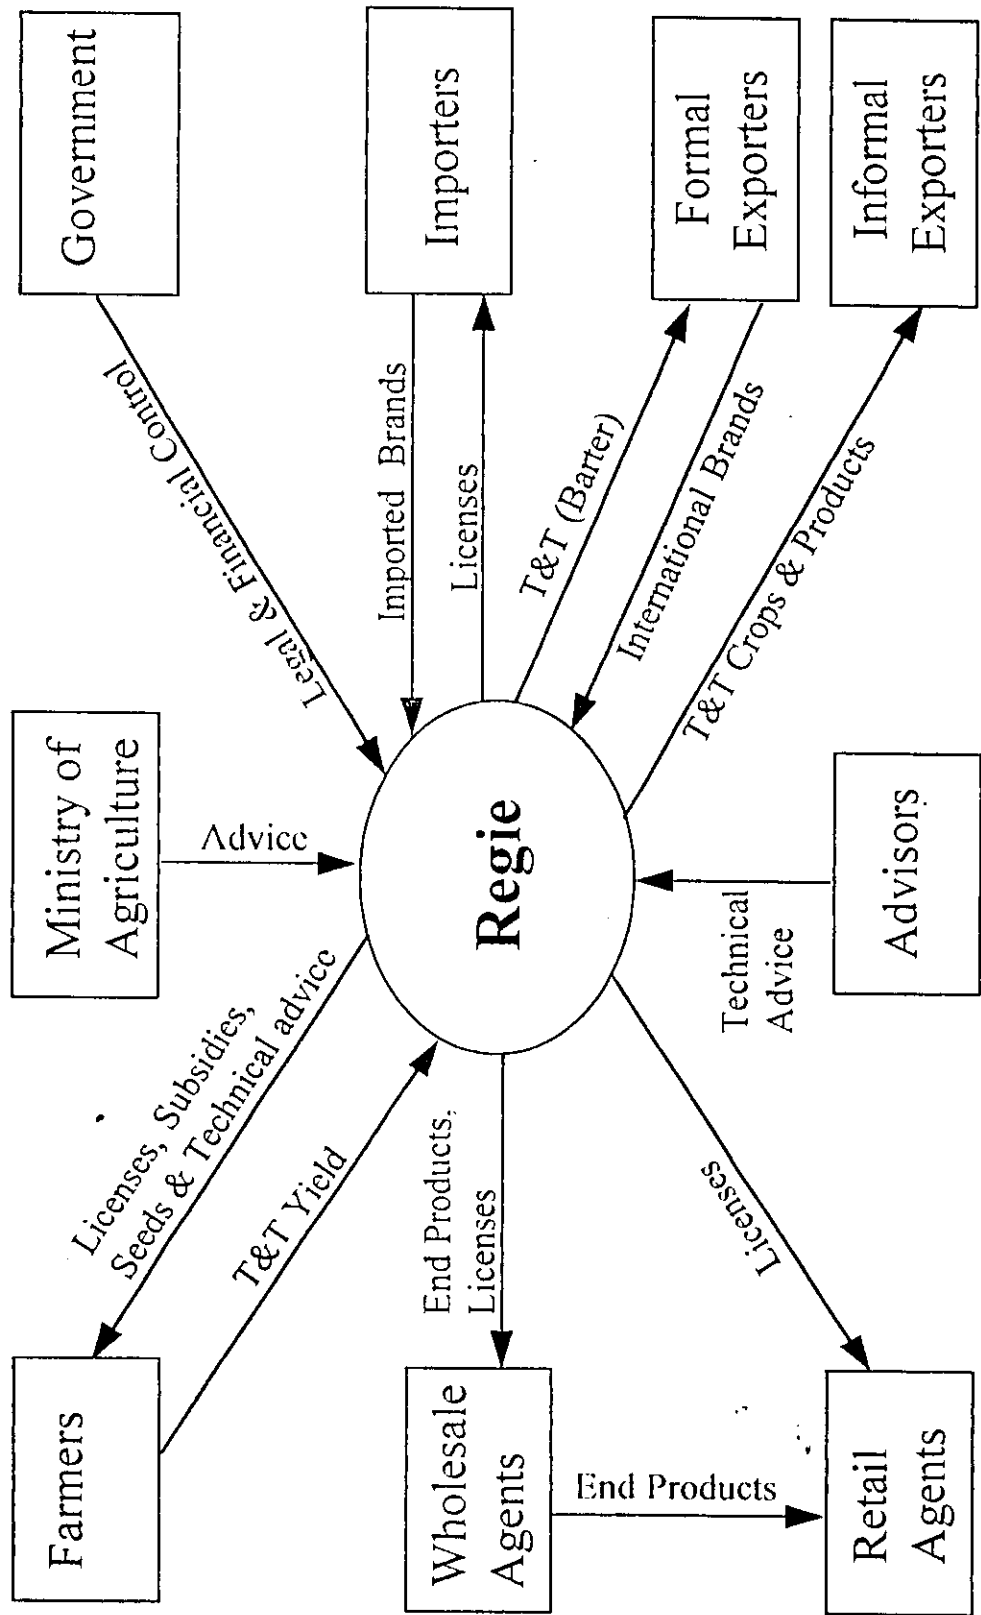 Farmers
Ministry of
Agriculture
Government
Licenses, Subsidies,
Seeds & Technical advice
T&T Yield
Advice
Legal & Financial Control
Wholesale
Agents
End Products,
Licenses
Regie
Imported Brands
Licenses
Importers
End Products
Licenses
Technical
Advice
T&T (Barter)
International Brands
T&T Crops & Products
Formal
Exporters
Retail
Agents
Advisors
Informal
Exporters